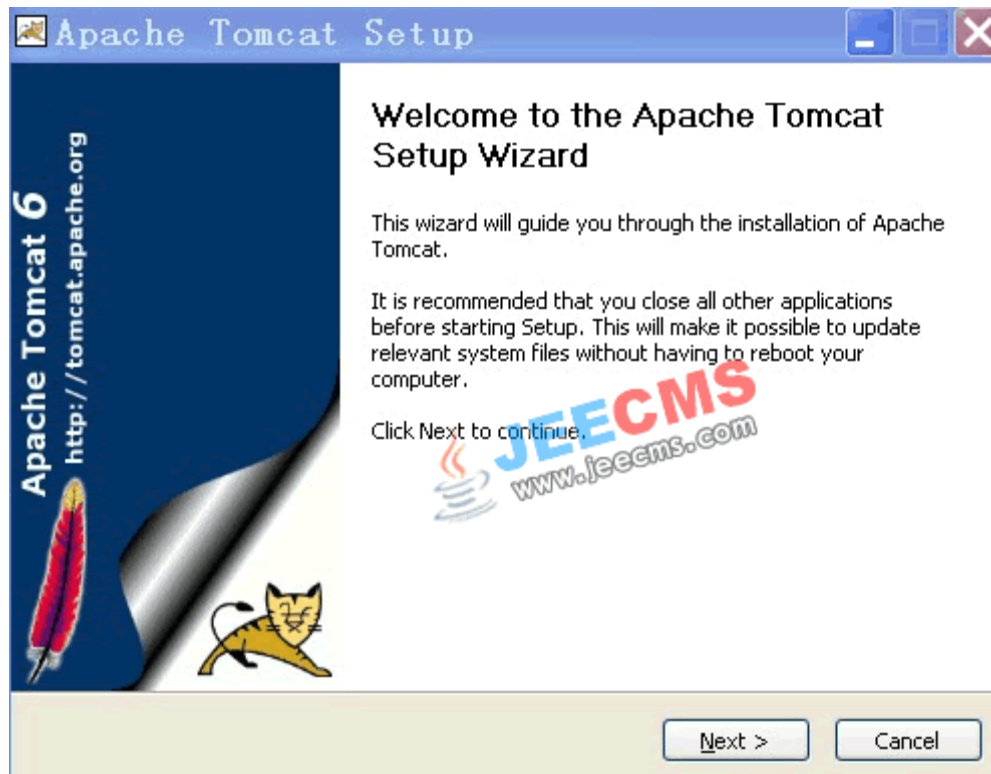 Apache Tomcat Setup
Apache Tomcat 6
http://tomcat.apache.org
Welcome to the Apache Tomcat
Setup Wizard
This wizard will guide you through the installation of Apache
Tomcat.
It is recommended that you close all other applications
before starting Setup. This will make it possible to update
relevant system files without having to reboot your
computer.
Click Next to continue.
JEECMS
www.jeecms.com
Next >
Cancel